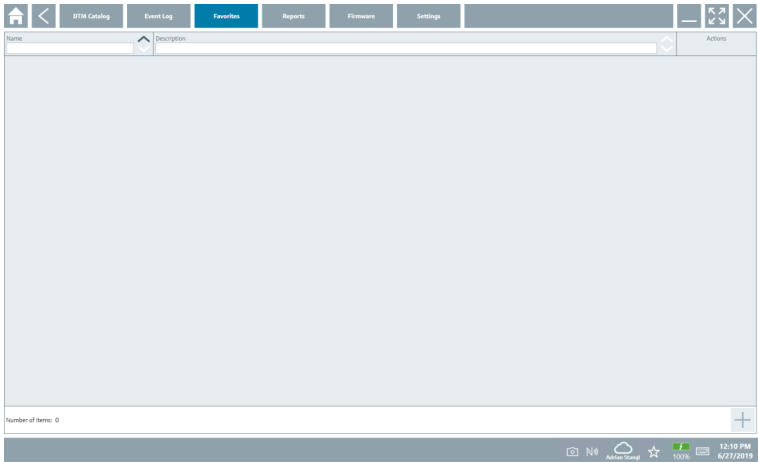 DTM Catalog Event Log Favorites Reports Firmware Settings
Name Description Actions
Number of items: 0
Adrian Stangl 100% 12:10 PM
6/27/2019